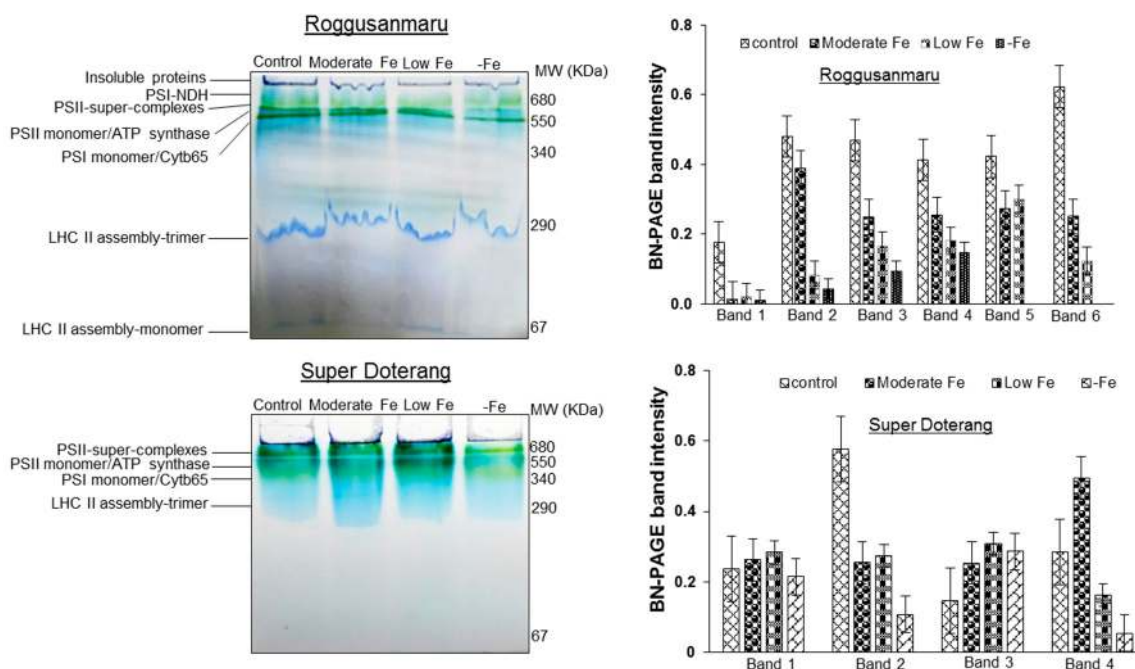 Roggusanmaru
Control Moderate Fe Low Fe -Fe
MW (KDa)
Insoluble proteins
PSI-NDH
PSII-super-complexes
PSII monomer/ATP synthase
PSI monomer/Cytb65
LHC II assembly-trimer
LHC II assembly-monomer
680
550
340
290
67
BN-PAGE band intensity
0.8
0.6
0.4
0.2
0.0
control Moderate Fe Low Fe -Fe
Roggusanmaru
Band 1 Band 2 Band 3 Band 4 Band 5 Band 6
Super Doterang
Control Moderate Fe Low Fe -Fe
MW (KDa)
PSII-super-complexes
PSII monomer/ATP synthase
PSI monomer/Cytb65
LHC II assembly-trimer
680
550
340
290
67
BN-PAGE band intensity
0.8
0.6
0.4
0.2
0
control Moderate Fe Low Fe -Fe
Super Doterang
Band 1 Band 2 Band 3 Band 4